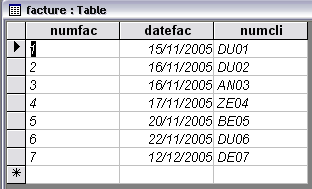 facture : Table
numfac datefac numcli
1 15/11/2005 DU01
2 16/11/2005 DU02
3 16/11/2005 AN03
4 17/11/2005 ZE04
5 20/11/2005 BE05
6 22/11/2005 DU06
7 12/12/2005 DE07